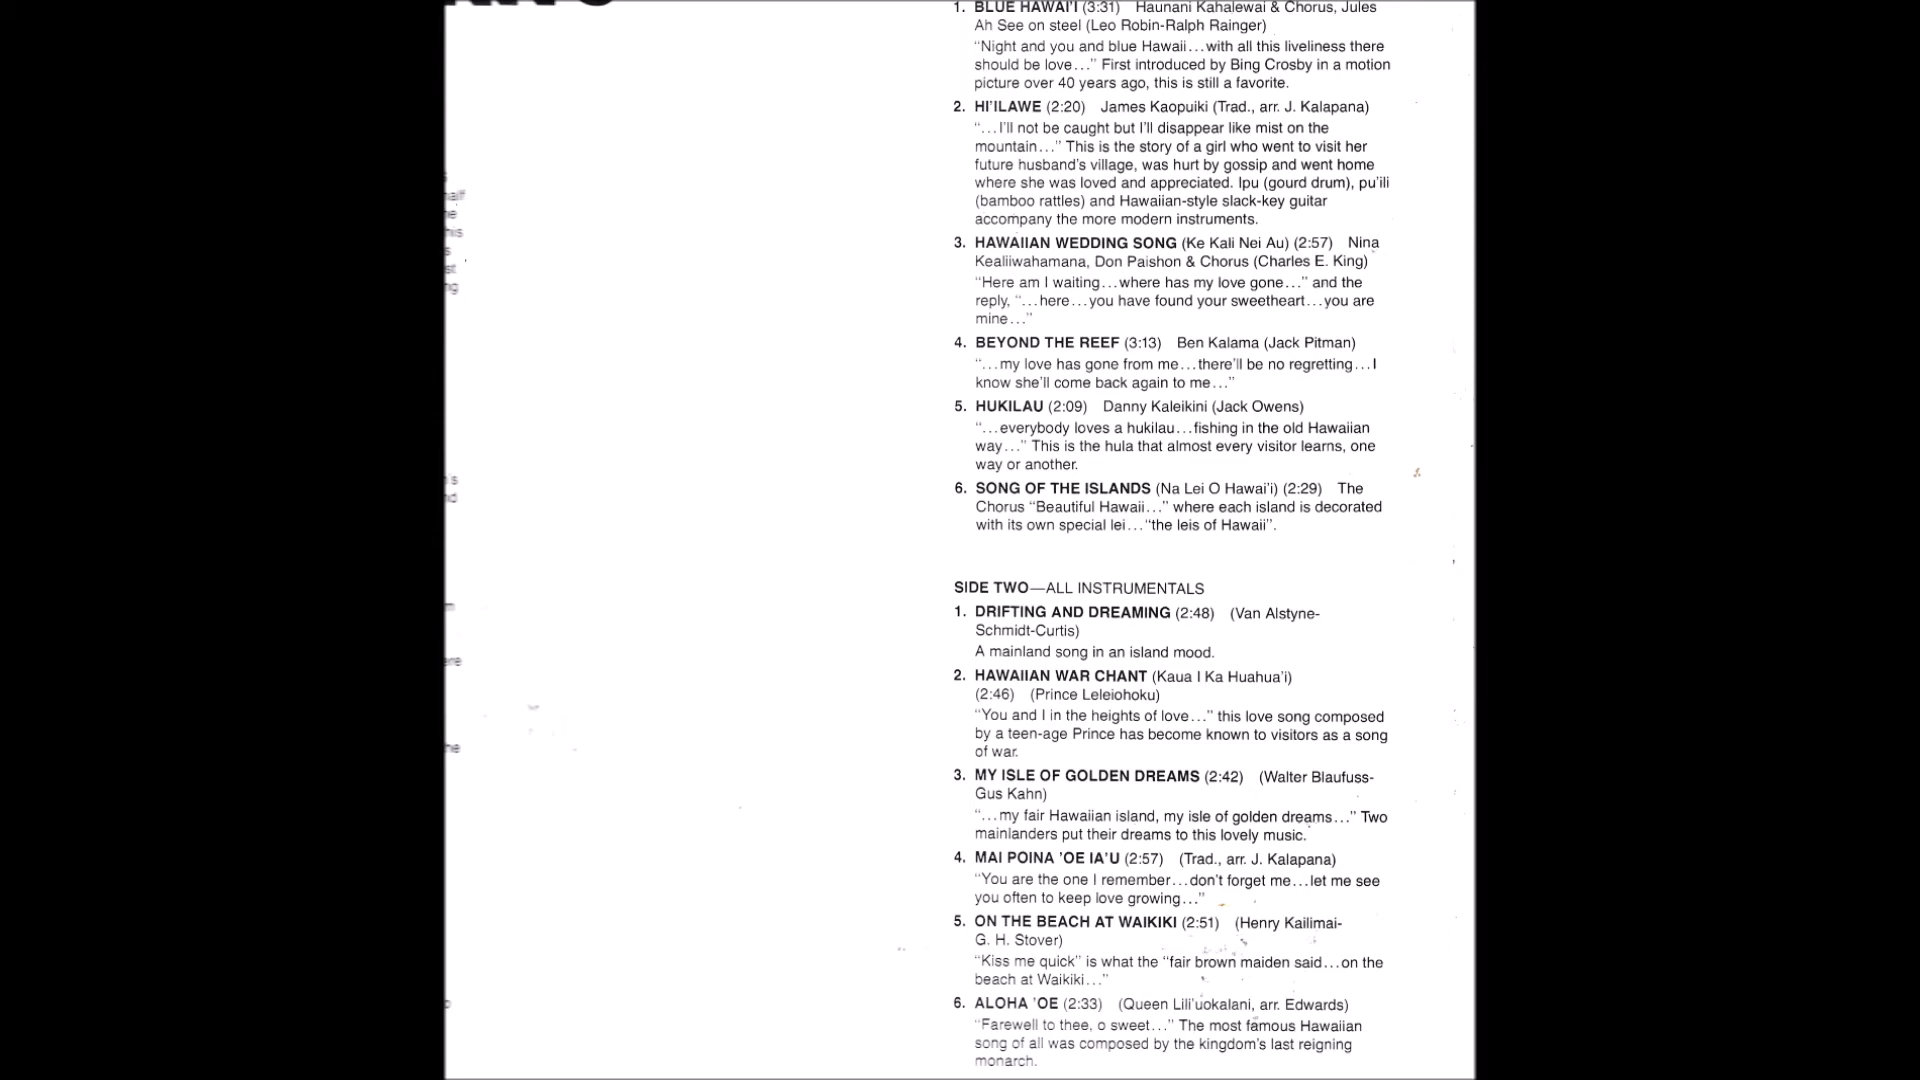 1. BLUE HAWAI'I (3:31) Haunani Kahalewai & Chorus, Jules
Ah See on steel (Leo Robin-Ralph Rainger)
“Night and you and blue Hawaii...with all this liveliness there
should be love...” First introduced by Bing Crosby in a motion
picture over 40 years ago, this is still a favorite.
2. HI'ILAWE (2:20) James Kaopuiki (Trad., arr. J. Kalapana)
“...I'll not be caught but I'll disappear like mist on the
mountain...” This is the story of a girl who went to visit her
future husband's village, was hurt by gossip and went home
where she was loved and appreciated. Ipu (gourd drum), pu'ili
(bamboo rattles) and Hawaiian-style slack-key guitar
accompany the more modern instruments.
3. HAWAIIAN WEDDING SONG (Ke Kali Nei Au) (2:57) Nina
Kealiiwahamana, Don Paishon & Chorus (Charles E. King)
“Here am I waiting...where has my love gone...” and the
reply, “...here...you have found your sweetheart...you are
mine...”
4. BEYOND THE REEF (3:13) Ben Kalama (Jack Pitman)
“...my love has gone from me...there'll be no regretting...I
know she'll come back again to me...”
5. HUKILAU (2:09) Danny Kaleikini (Jack Owens)
“...everybody loves a hukilau...fishing in the old Hawaiian
way...” This is the hula that almost every visitor learns, one
way or another.
6. SONG OF THE ISLANDS (Na Lei O Hawai'i) (2:29) The
Chorus “Beautiful Hawaii...” where each island is decorated
with its own special lei...“the leis of Hawaii”.
SIDE TWO—ALL INSTRUMENTALS
1. DRIFTING AND DREAMING (2:48) (Van Alstyne-
Schmidt-Curtis)
A mainland song in an island mood.
2. HAWAIIAN WAR CHANT (Kaua I Ka Huahua'i)
(2:46) (Prince Leleiohoku)
“You and I in the heights of love...” this love song composed
by a teen-age Prince has become known to visitors as a song
of war.
3. MY ISLE OF GOLDEN DREAMS (2:42) (Walter Blaufuss-
Gus Kahn)
“...my fair Hawaiian island, my isle of golden dreams...” Two
mainlanders put their dreams to this lovely music.
4. MAI POINA 'OE IA'U (2:57) (Trad., arr. J. Kalapana)
“You are the one I remember...don't forget me...let me see
you often to keep love growing...”
5. ON THE BEACH AT WAIKIKI (2:51) (Henry Kailimai-
G. H. Stover)
“Kiss me quick” is what the “fair brown maiden said...on the
beach at Waikiki...”
6. ALOHA 'OE (2:33) (Queen Lili'uokalani, arr. Edwards)
“Farewell to thee, o sweet...” The most famous Hawaiian
song of all was composed by the kingdom's last reigning
monarch.